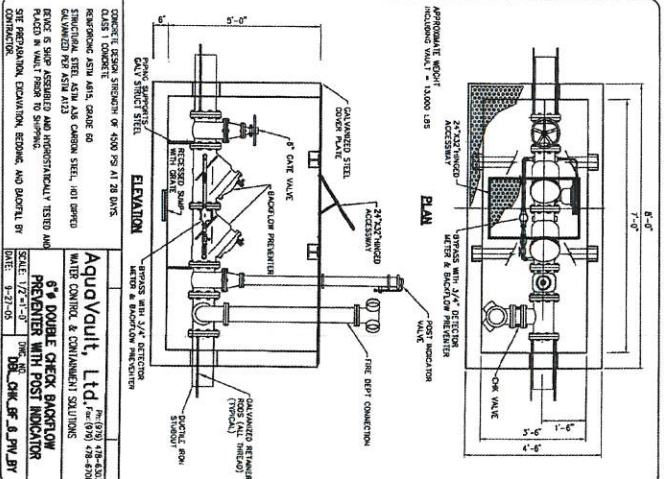 APPROXIMATE WEIGHT
INCLUDING VAULT = 13,000 LBS
24"X32"HINGED
ACCESSWAY
PLAN
BYPASS WITH 3/4" DETECTOR
METER & BACKFLOW PREVENTER
CHK VALVE
8'-0"
7'-0"
1'-6"
3'-6"
4'-6"
GALVANIZED STEEL
COVER PLATE
24"X32"HINGED
ACCESSWAY
POST INDICATOR
VALVE
6" GATE VALVE
BACKFLOW PREVENTER
FIRE DEPT CONNECTION
5'-0"
6"
PIPING SUPPORTS
GALV STRUCT STEEL
RECESSED SUMP
WITH GRATE
ELEVATION
BYPASS WITH 3/4" DETECTOR
METER & BACKFLOW PREVENTER
GALVANIZED RETAINER
RODS (ALL THREAD)
(TYPICAL)
DUCTILE IRON
STUBOUT
CONCRETE DESIGN STRENGTH OF 4500 PSI AT 28 DAYS.
CLASS 1 CONCRETE
REINFORCING ASTM A615, GRADE 60
STRUCTURAL STEEL ASTM A36 CARBON STEEL, HOT DIPPED
GALVANIZED PER ASTM A123
DEVICE IS SHOP ASSEMBLED AND HYDROSTATICALLY TESTED AND
PLACED IN VAULT PRIOR TO SHIPPING.
SITE PREPARATION, EXCAVATION, BEDDING, AND BACKFILL BY
CONTRACTOR.
AquaVault, Ltd.
WATER CONTROL & CONTAINMENT SOLUTIONS
6"ø DOUBLE CHECK BACKFLOW
PREVENTER WITH POST INDICATOR
SCALE: 1/2"=1'-0" DWG. NO.
DATE: 9-27-05 DBL_CHK_BF_6_PIV_BY